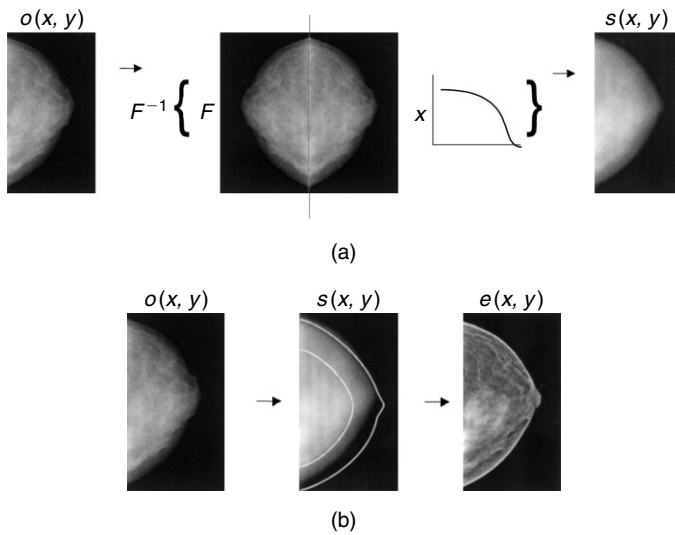 o(x, y) s(x, y)
F⁻¹ { F x }
(a)
o(x, y) s(x, y) e(x, y)
(b)